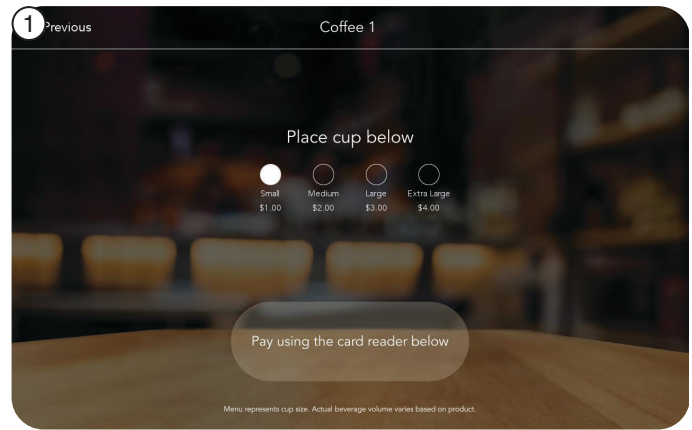 1 Previous
Coffee 1
Place cup below
Small Medium Large Extra Large
$1.00 $2.00 $3.00 $4.00
Pay using the card reader below
Menu represents cup size. Actual beverage volume varies based on product.